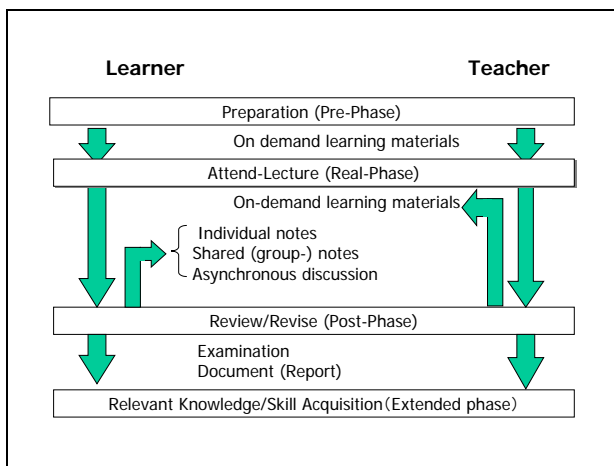 Learner Teacher
Preparation (Pre-Phase)
On demand learning materials
Attend-Lecture (Real-Phase)
On-demand learning materials
Individual notes
Shared (group-) notes
Asynchronous discussion
Review/Revise (Post-Phase)
Examination
Document (Report)
Relevant Knowledge/Skill Acquisition（Extended phase）